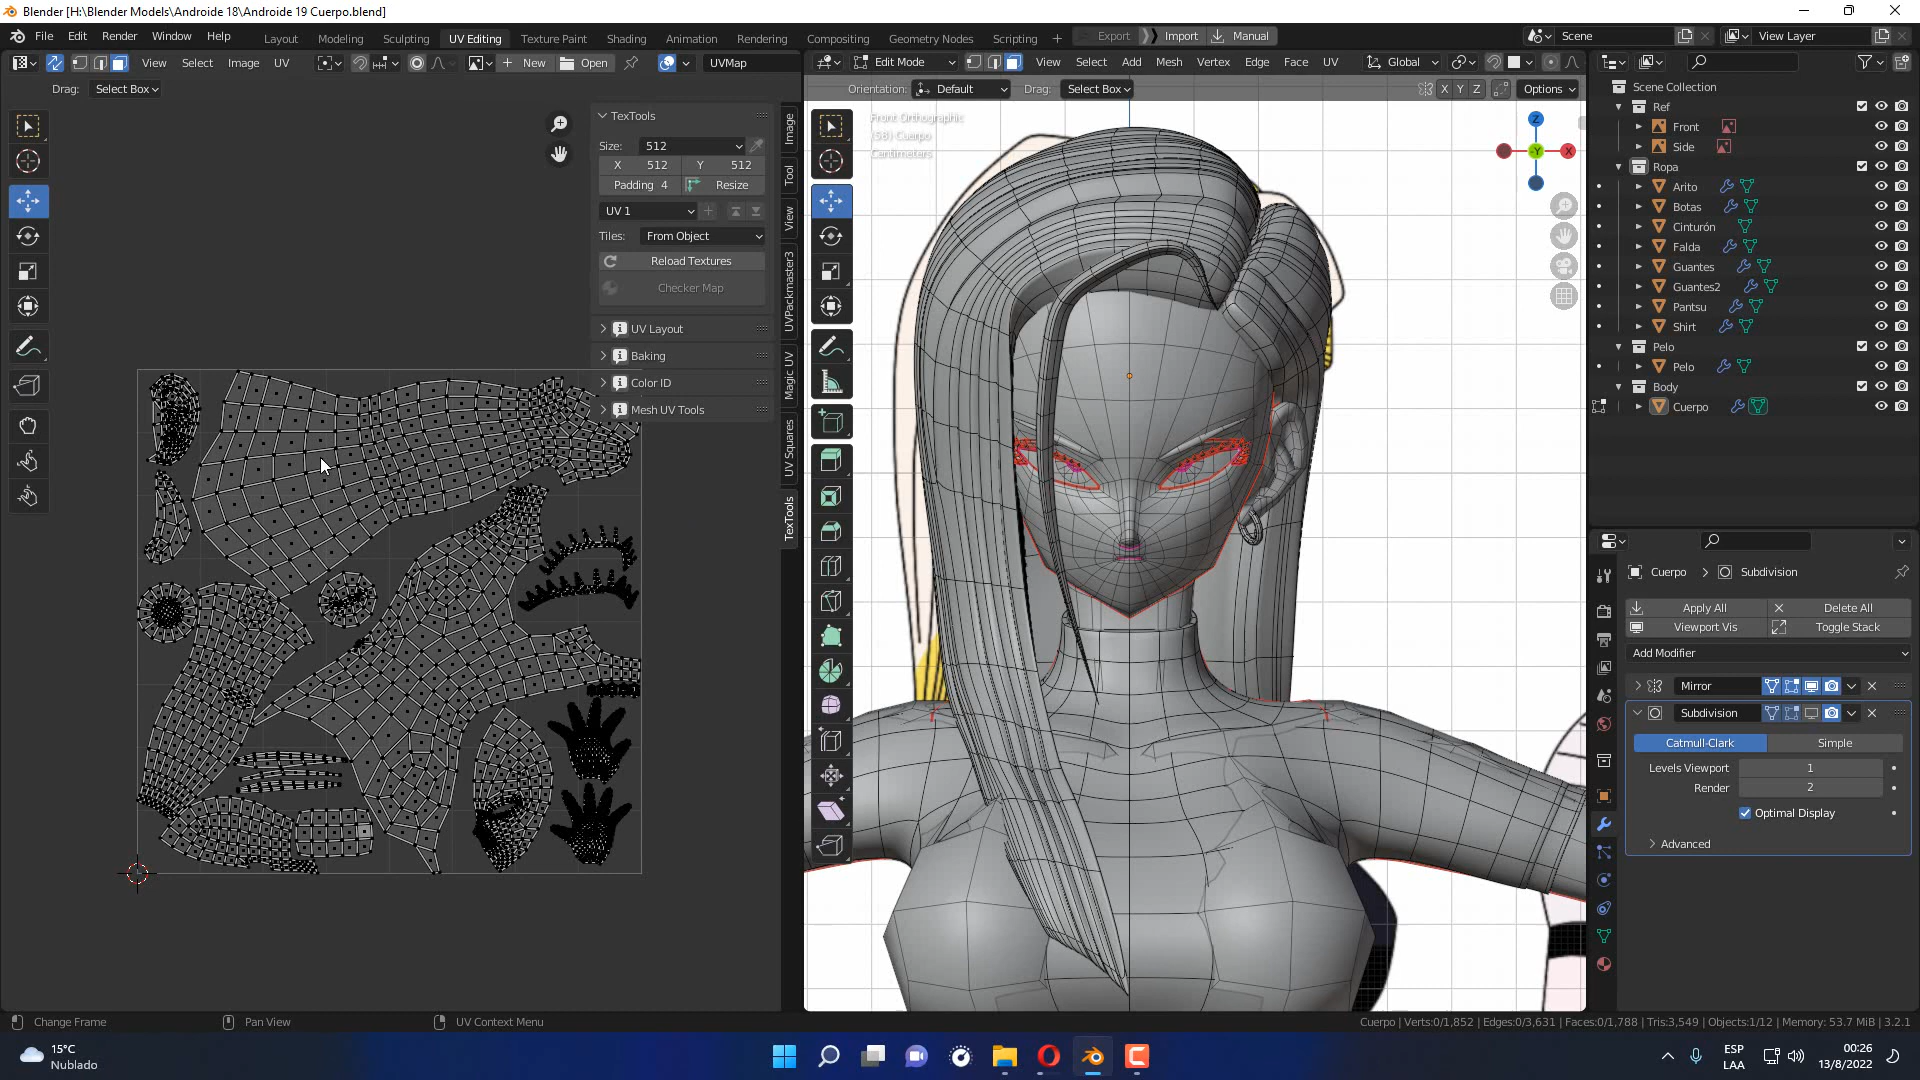 Blender [H:\Blender Models\Androide 18\Androide 19 Cuerpo.blend]
File Edit Render Window Help Layout Modeling Sculpting UV Editing Texture Paint Shading Animation Rendering Compositing Geometry Nodes Scripting + Export Import Manual Scene View Layer
View Select Image UV New Open UVMap
Edit Mode View Select Add Mesh Vertex Edge Face UV Global
Drag: Select Box
Orientation: Default Drag: Select Box X Y Z Options
TexTools
Size: 512
X 512 Y 512
Padding 4 Resize
UV 1
Tiles: From Object
Reload Textures
Checker Map
UV Layout
Baking
Color ID
Mesh UV Tools
Image
Tool
View
UVPackmaster3
Magic UV
UV Squares
TexTools
Front Orthographic
(58) Cuerpo
Centimeters
Z
-Y
X
Scene Collection
Ref
Front
Side
Ropa
Arito
Botas
Cinturón
Falda
Guantes
Guantes2
Pantsu
Shirt
Pelo
Pelo
Body
Cuerpo
Cuerpo > Subdivision
Apply All Delete All
Viewport Vis Toggle Stack
Add Modifier
Mirror
Subdivision
Catmull-Clark Simple
Levels Viewport 1
Render 2
Optimal Display
Advanced
Change Frame Pan View UV Context Menu
Cuerpo | Verts:0/1,852 | Edges:0/3,631 | Faces:0/1,788 | Tris:3,549 | Objects:1/12 | Memory: 53.7 MiB | 3.2.1
15°C
Nublado
ESP
LAA
00:26
13/8/2022